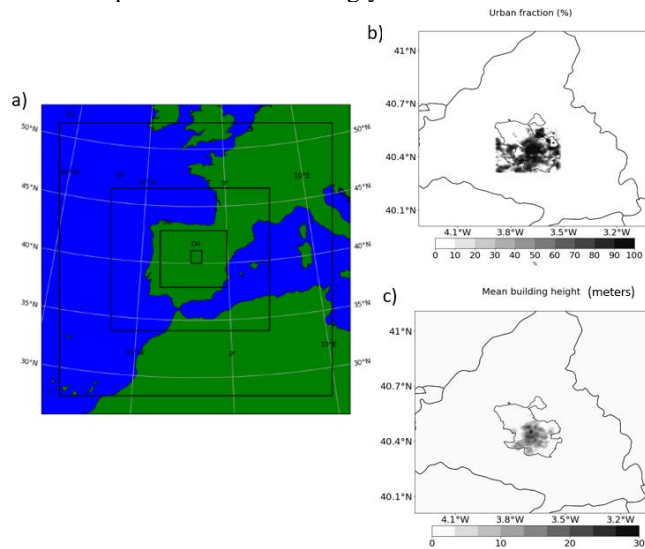 Urban fraction (%)
b)
41°N
40.7°N
40.4°N
40.1°N
4.1°W 3.8°W 3.5°W 3.2°W
0 10 20 30 40 50 60 70 80 90 100
%
a)
50°N 50°N
45°N 10°E 45°N
0°
40°N D4 40°N
35°N 35°N
30°N 0° 30°N
c)
Mean building height (meters)
41°N
40.7°N
40.4°N
40.1°N
4.1°W 3.8°W 3.5°W 3.2°W
0 10 20 30